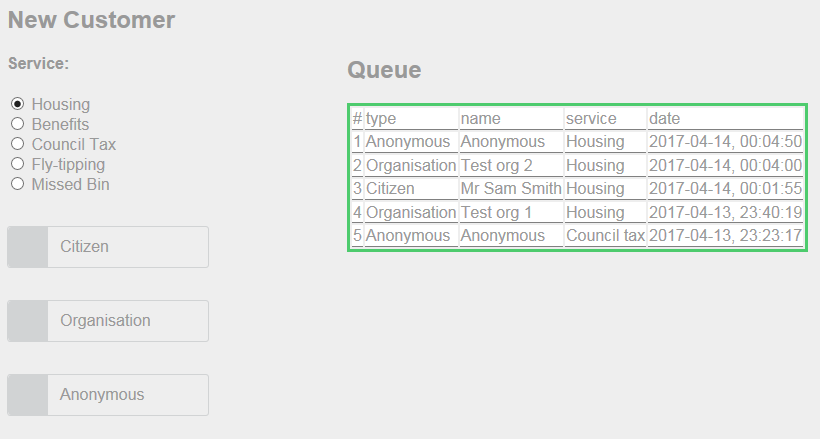 New Customer
Service:
Housing
Benefits
Council Tax
Fly-tipping
Missed Bin
Citizen
Organisation
Anonymous
Queue
# type name service date
1 Anonymous Anonymous Housing 2017-04-14, 00:04:50
2 Organisation Test org 2 Housing 2017-04-14, 00:04:00
3 Citizen Mr Sam Smith Housing 2017-04-14, 00:01:55
4 Organisation Test org 1 Housing 2017-04-13, 23:40:19
5 Anonymous Anonymous Council tax 2017-04-13, 23:23:17